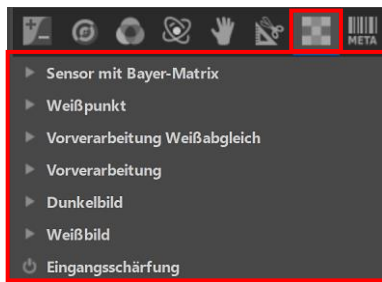 META
Sensor mit Bayer-Matrix
Weißpunkt
Vorverarbeitung Weißabgleich
Vorverarbeitung
Dunkelbild
Weißbild
Eingangsschärfung